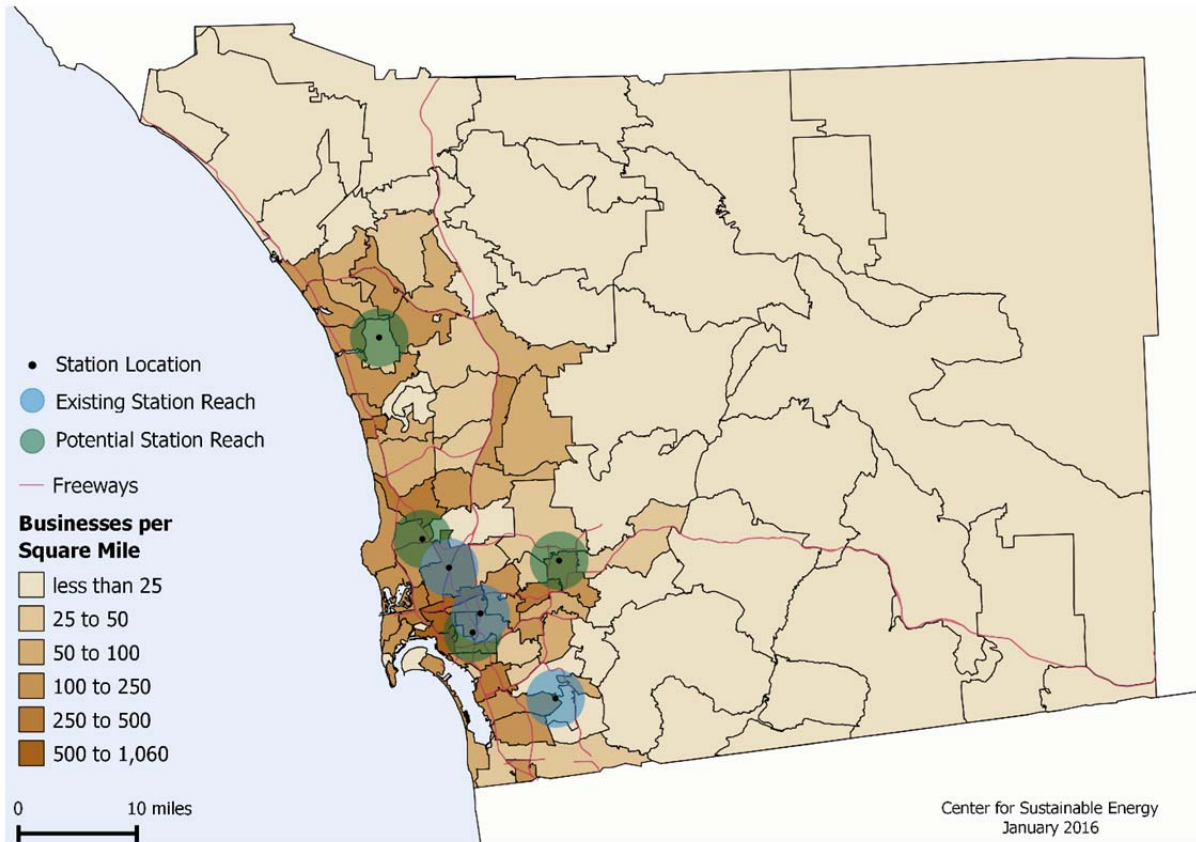 Station Location
Existing Station Reach
Potential Station Reach
Freeways
Businesses per
Square Mile
less than 25
25 to 50
50 to 100
100 to 250
250 to 500
500 to 1,060
0 10 miles
Center for Sustainable Energy
January 2016